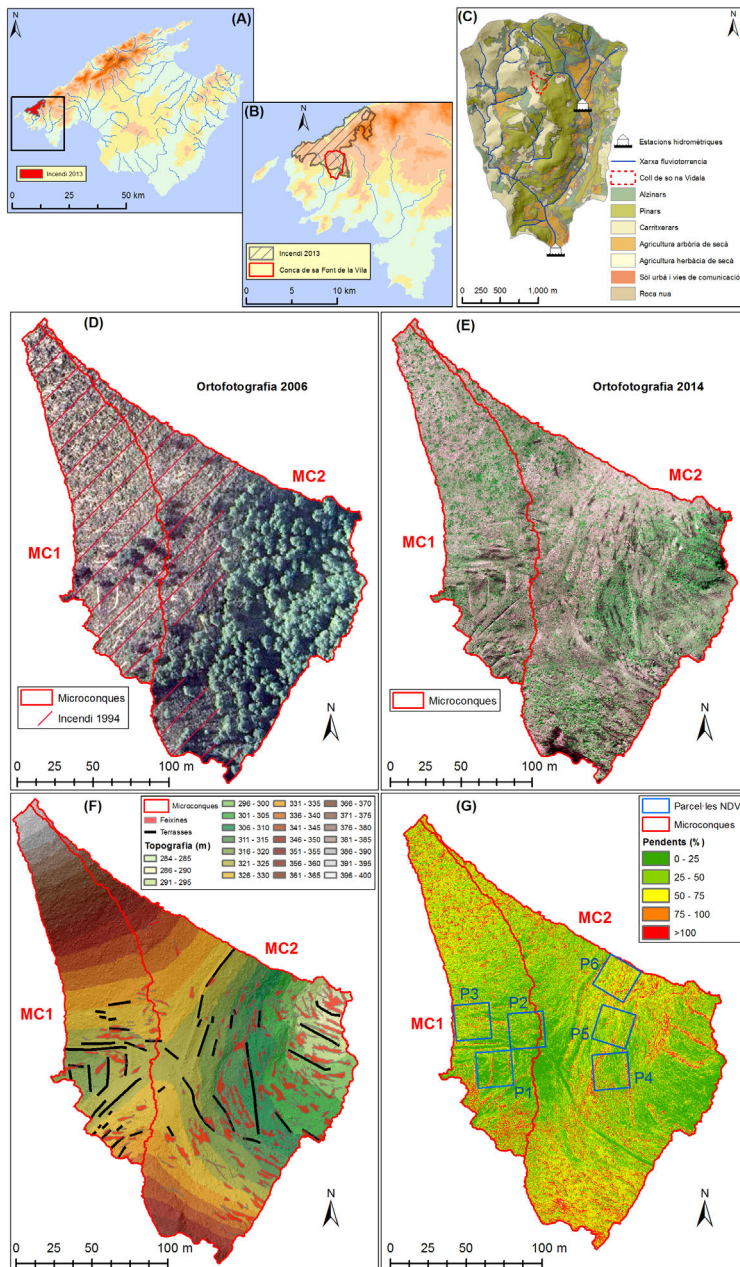 (A)
N
Incendi 2013
0 25 50 km
(B)
N
Incendi 2013
Conca de sa Font de la Vila
0 5 10 km
(C)
N
Estacions hidromètriques
Xarxa fluviotorrencial
Coll de so na Vidala
Alzinars
Pinars
Carritxerars
Agricultura arbòria de secà
Agricultura herbàcia de secà
Sòl urbà i vies de comunicació
Roca nua
0 250 500 1,000 m
(D)
Ortofotografia 2006
MC2
MC1
Microconques
Incendi 1994
N
0 25 50 100 m
(E)
Ortofotografia 2014
MC2
MC1
Microconques
N
0 25 50 100 m
(F)
Microconques
Feixines
Terrasses
Topografia (m)
284 - 285
286 - 290
291 - 295
296 - 300
301 - 305
306 - 310
311 - 315
316 - 320
321 - 325
326 - 330
331 - 335
336 - 340
341 - 345
346 - 350
351 - 355
356 - 360
361 - 365
366 - 370
371 - 375
376 - 380
381 - 385
386 - 390
391 - 395
396 - 400
MC2
MC1
N
0 25 50 100 m
(G)
Parcel·les NDVI
Microconques
Pendents (%)
0 - 25
25 - 50
50 - 75
75 - 100
>100
MC2
P6
P3
P2
MC1
P5
P1
P4
N
0 25 50 100 m